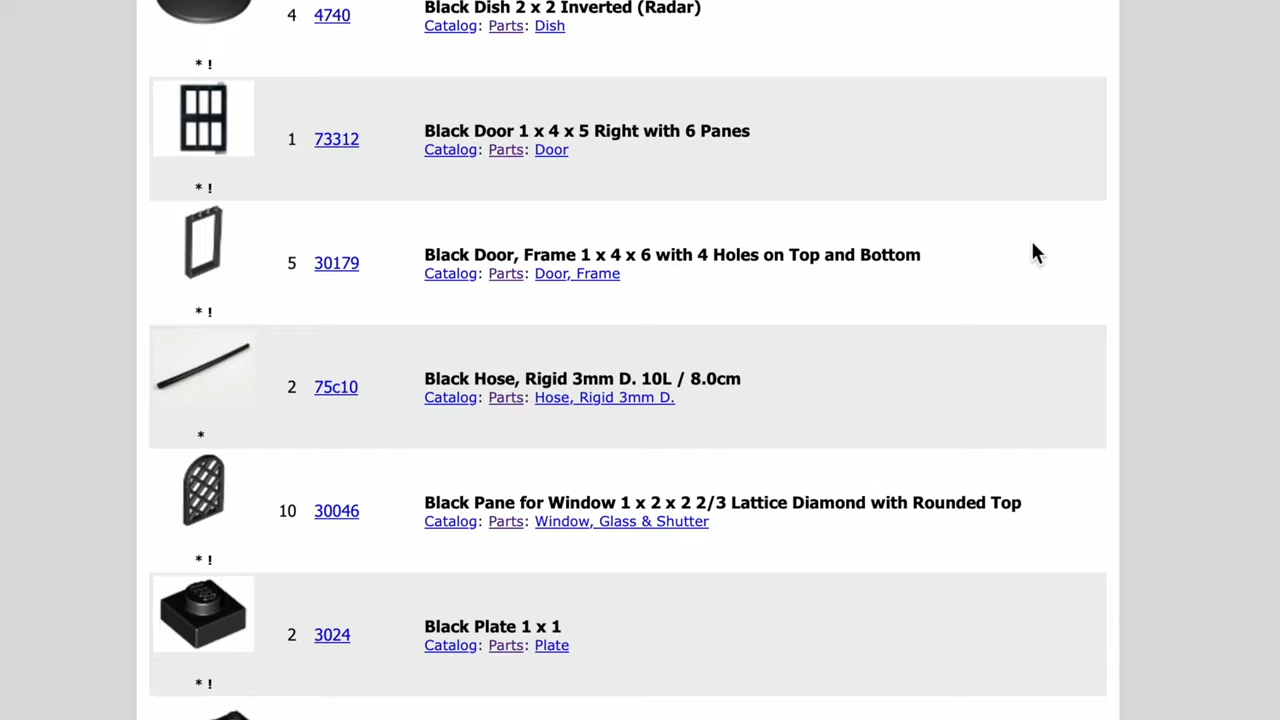 Black Dish 2 x 2 Inverted (Radar)
4 4740
Catalog: Parts: Dish
* !
Black Door 1 x 4 x 5 Right with 6 Panes
1 73312
Catalog: Parts: Door
* !
Black Door, Frame 1 x 4 x 6 with 4 Holes on Top and Bottom
5 30179
Catalog: Parts: Door, Frame
* !
Black Hose, Rigid 3mm D. 10L / 8.0cm
2 75c10
Catalog: Parts: Hose, Rigid 3mm D.
*
Black Pane for Window 1 x 2 x 2 2/3 Lattice Diamond with Rounded Top
10 30046
Catalog: Parts: Window, Glass & Shutter
* !
Black Plate 1 x 1
2 3024
Catalog: Parts: Plate
* !